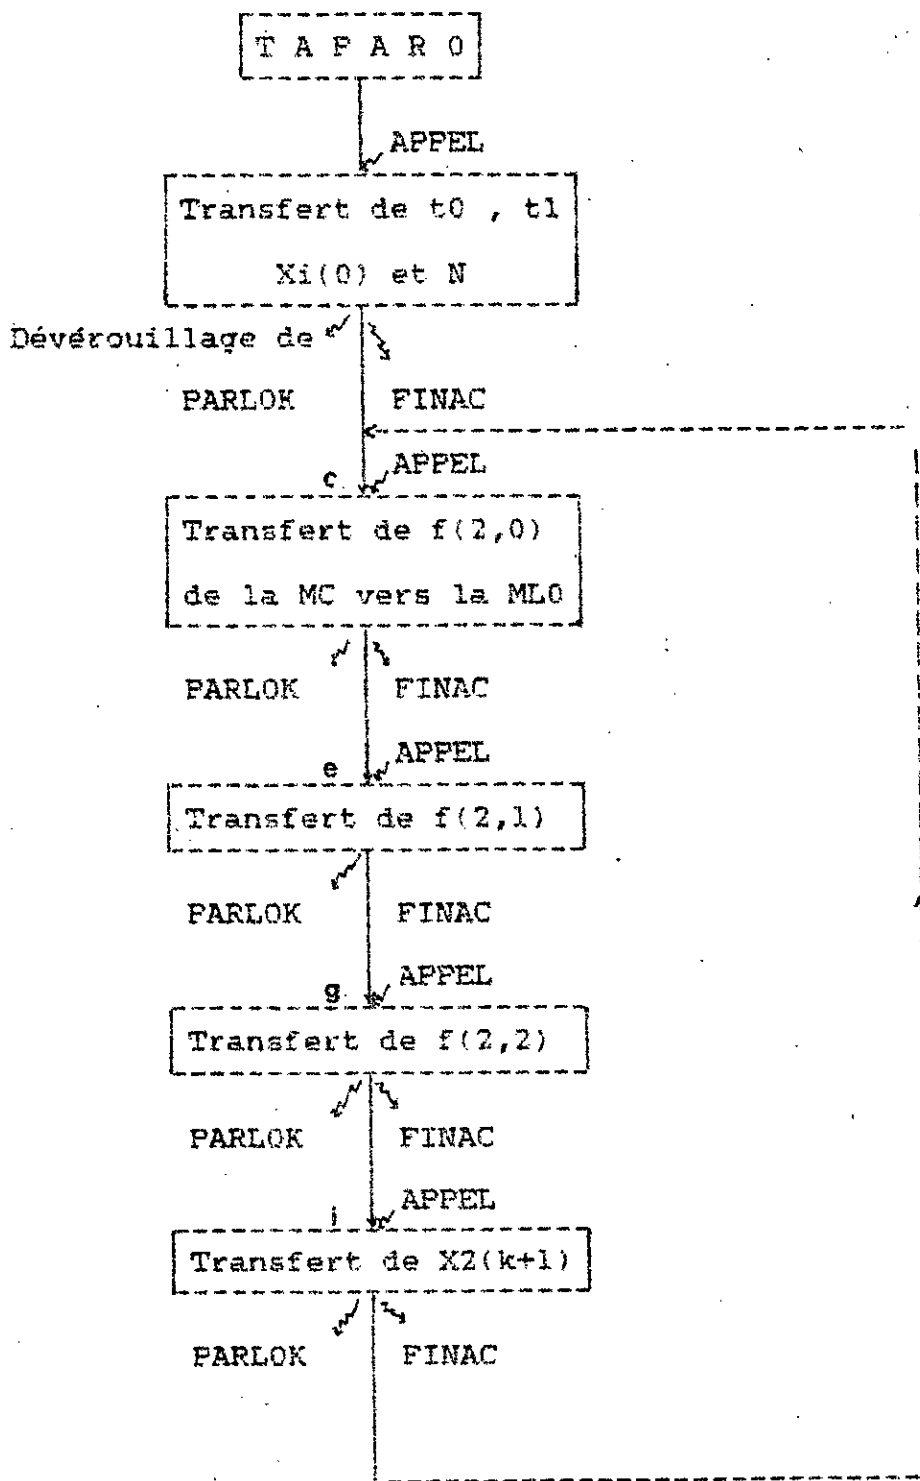 T A P A R 0
APPEL
Transfert de t0 , t1
Xi(0) et N
Dévérouillage de
PARLOK FINAC
APPEL
c
Transfert de f(2,0)
de la MC vers la ML0
PARLOK FINAC
APPEL
e
Transfert de f(2,1)
PARLOK FINAC
APPEL
g
Transfert de f(2,2)
PARLOK FINAC
APPEL
i
Transfert de X2(k+1)
PARLOK FINAC